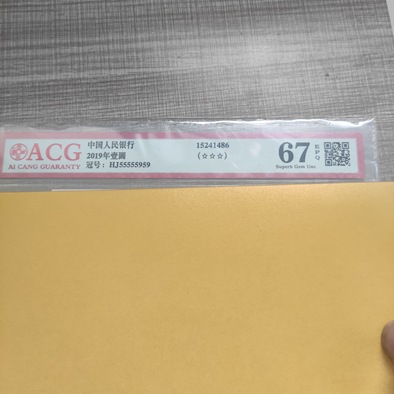 ACG
AI CANG GUARANTY
中国人民银行
2019年壹圆
冠号: HJ55555959
15241486
(☆☆☆)
67
EPQ
Superb Gem Unc